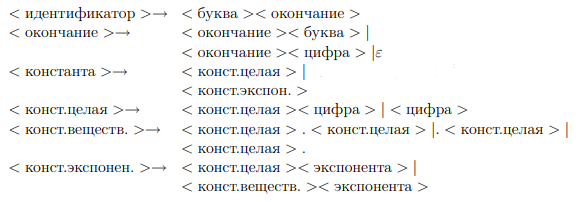 < идентификатор >→ < буква >< окончание >
< окончание >→ < окончание >< буква > |
< окончание >< цифра > |ε
< константа >→ < конст.целая > |
< конст.экспон. >
< конст.целая >→ < конст.целая >< цифра > | < цифра >
< конст.веществ. >→ < конст.целая > . < конст.целая > |. < конст.целая > |
< конст.целая > .
< конст.экспонен. >→ < конст.целая >< экспонента > |
< конст.веществ. >< экспонента >